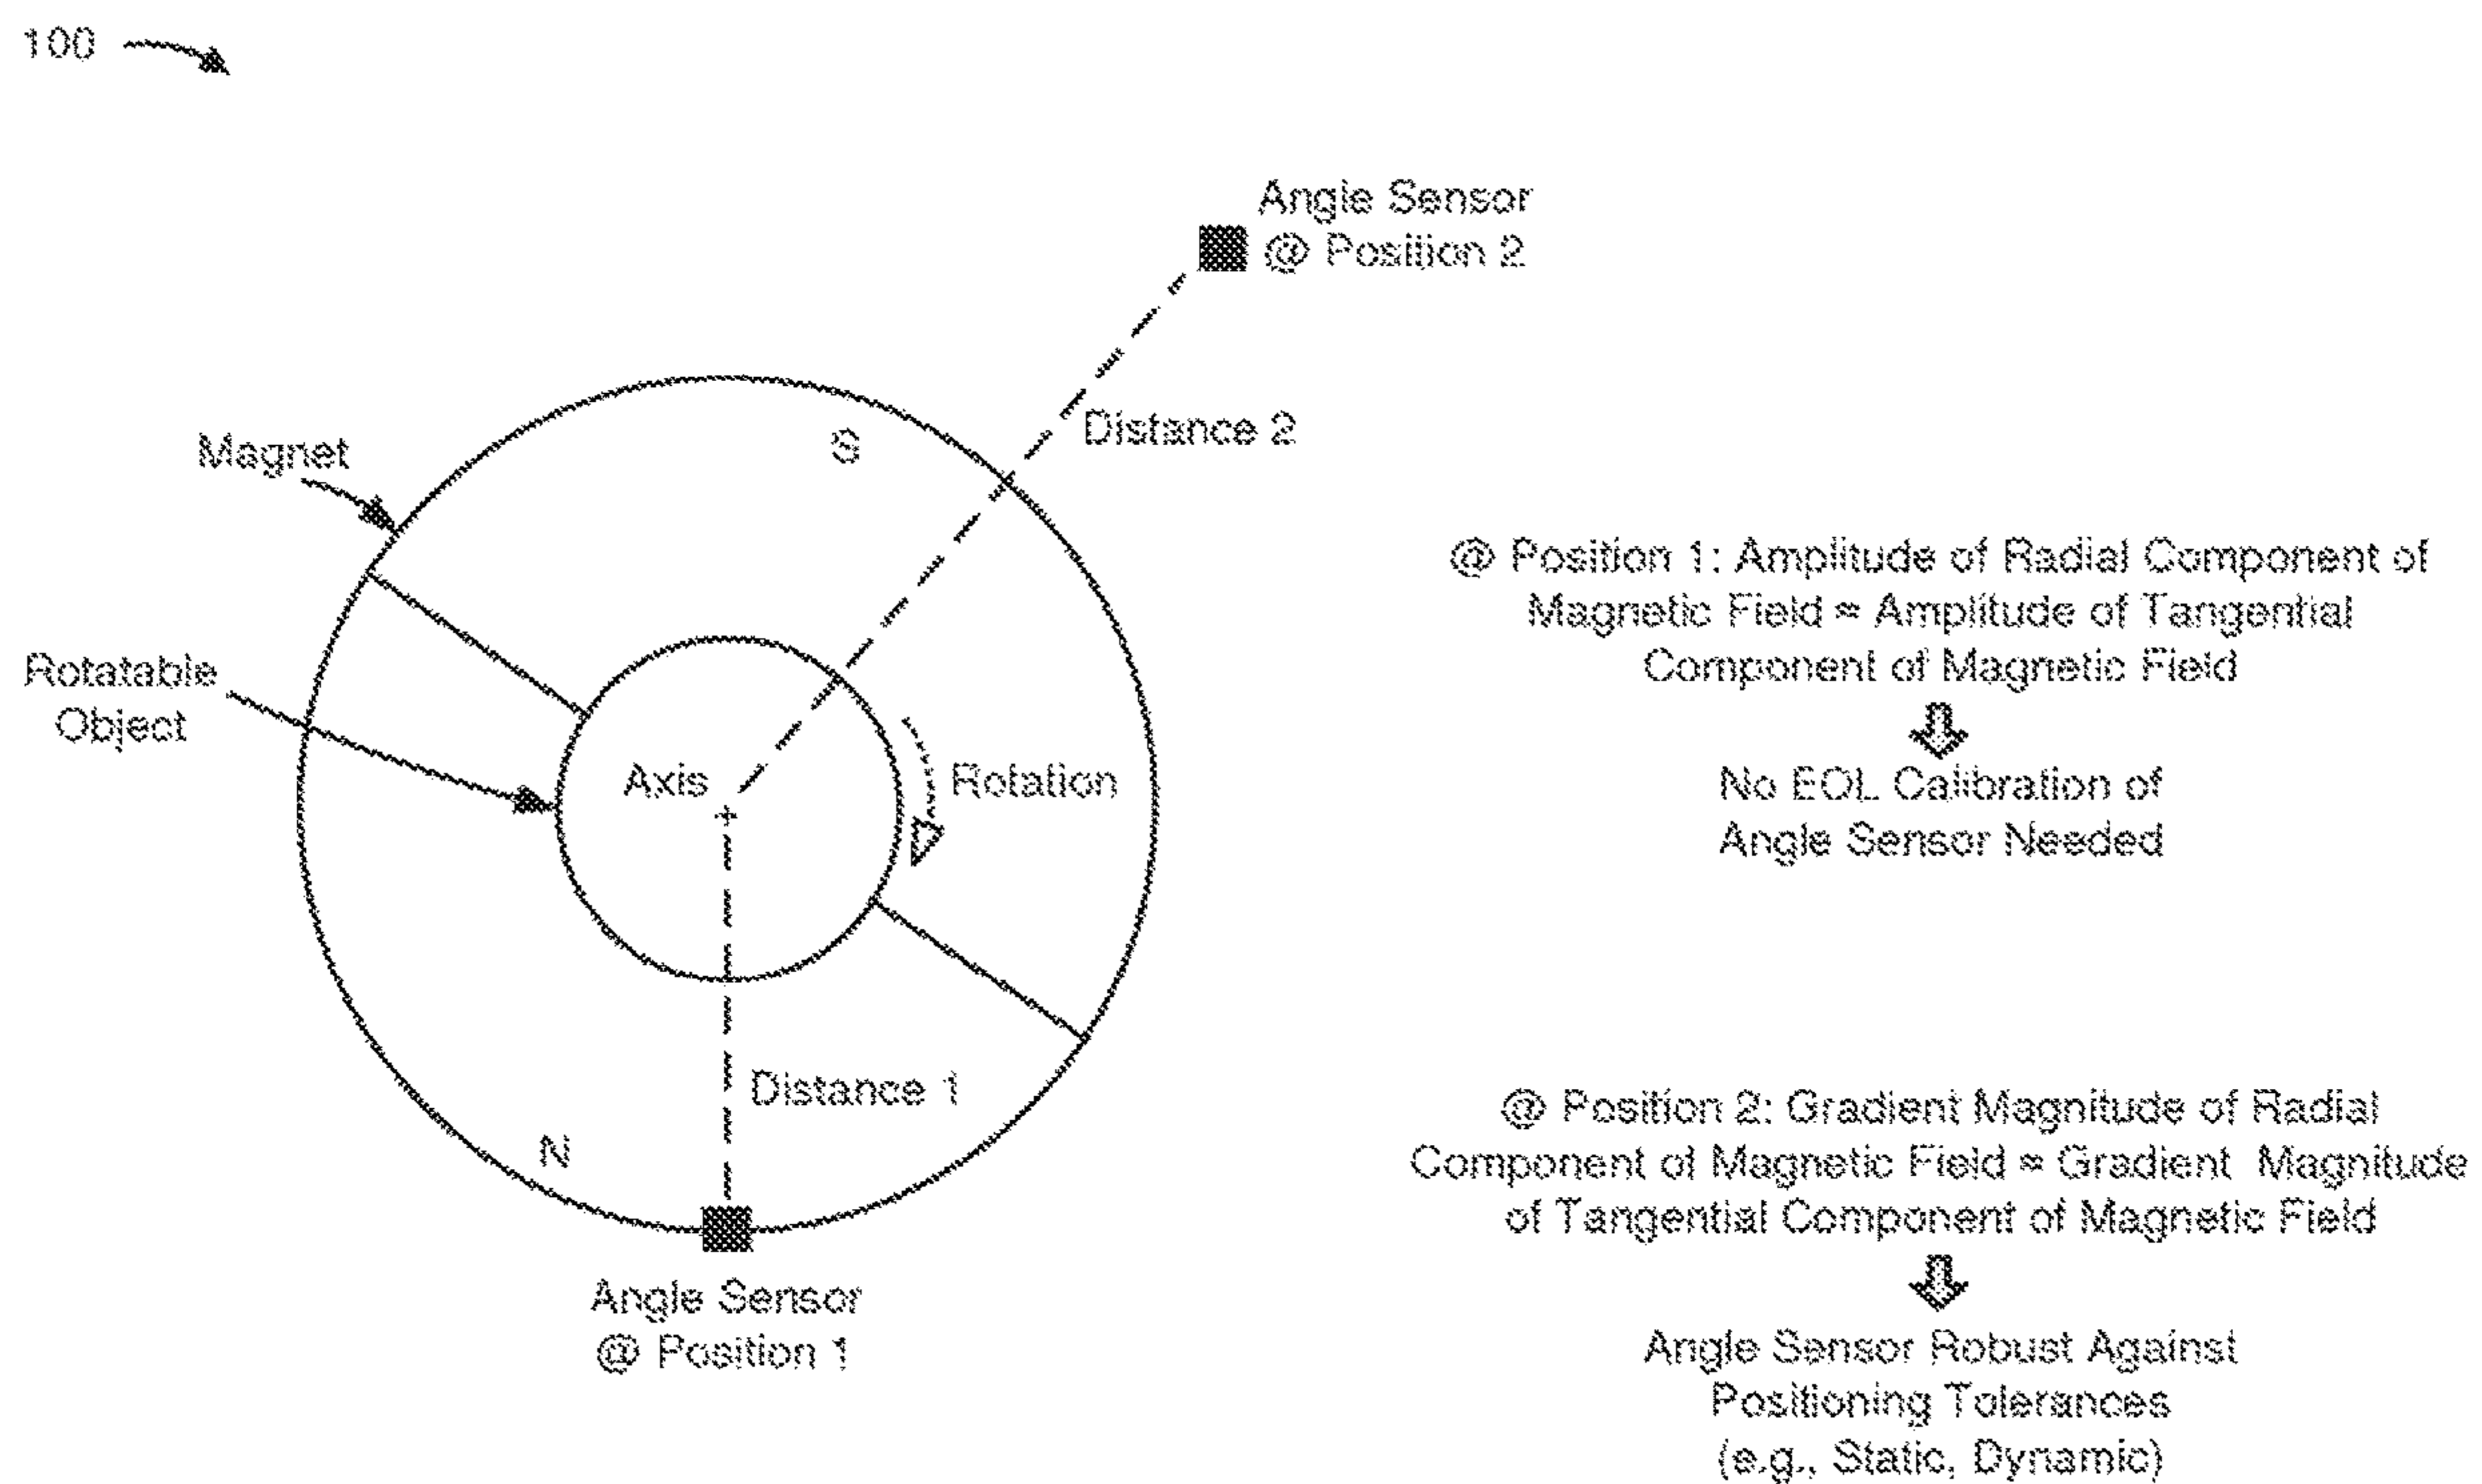 100
Angle Sensor
@ Position 2
Distance 2
S
Magnet
@ Position 1: Amplitude of Radial Component of
Magnetic Field ≈ Amplitude of Tangential
Component of Magnetic Field
Rotatable
Object
Axis
Rotation
No EOL Calibration of
Angle Sensor Needed
Distance 1
N
@ Position 2: Gradient Magnitude of Radial
Component of Magnetic Field ≈ Gradient Magnitude
of Tangential Component of Magnetic Field
Angle Sensor
@ Position 1
Angle Sensor Robust Against
Positioning Tolerances
(e.g., Static, Dynamic)